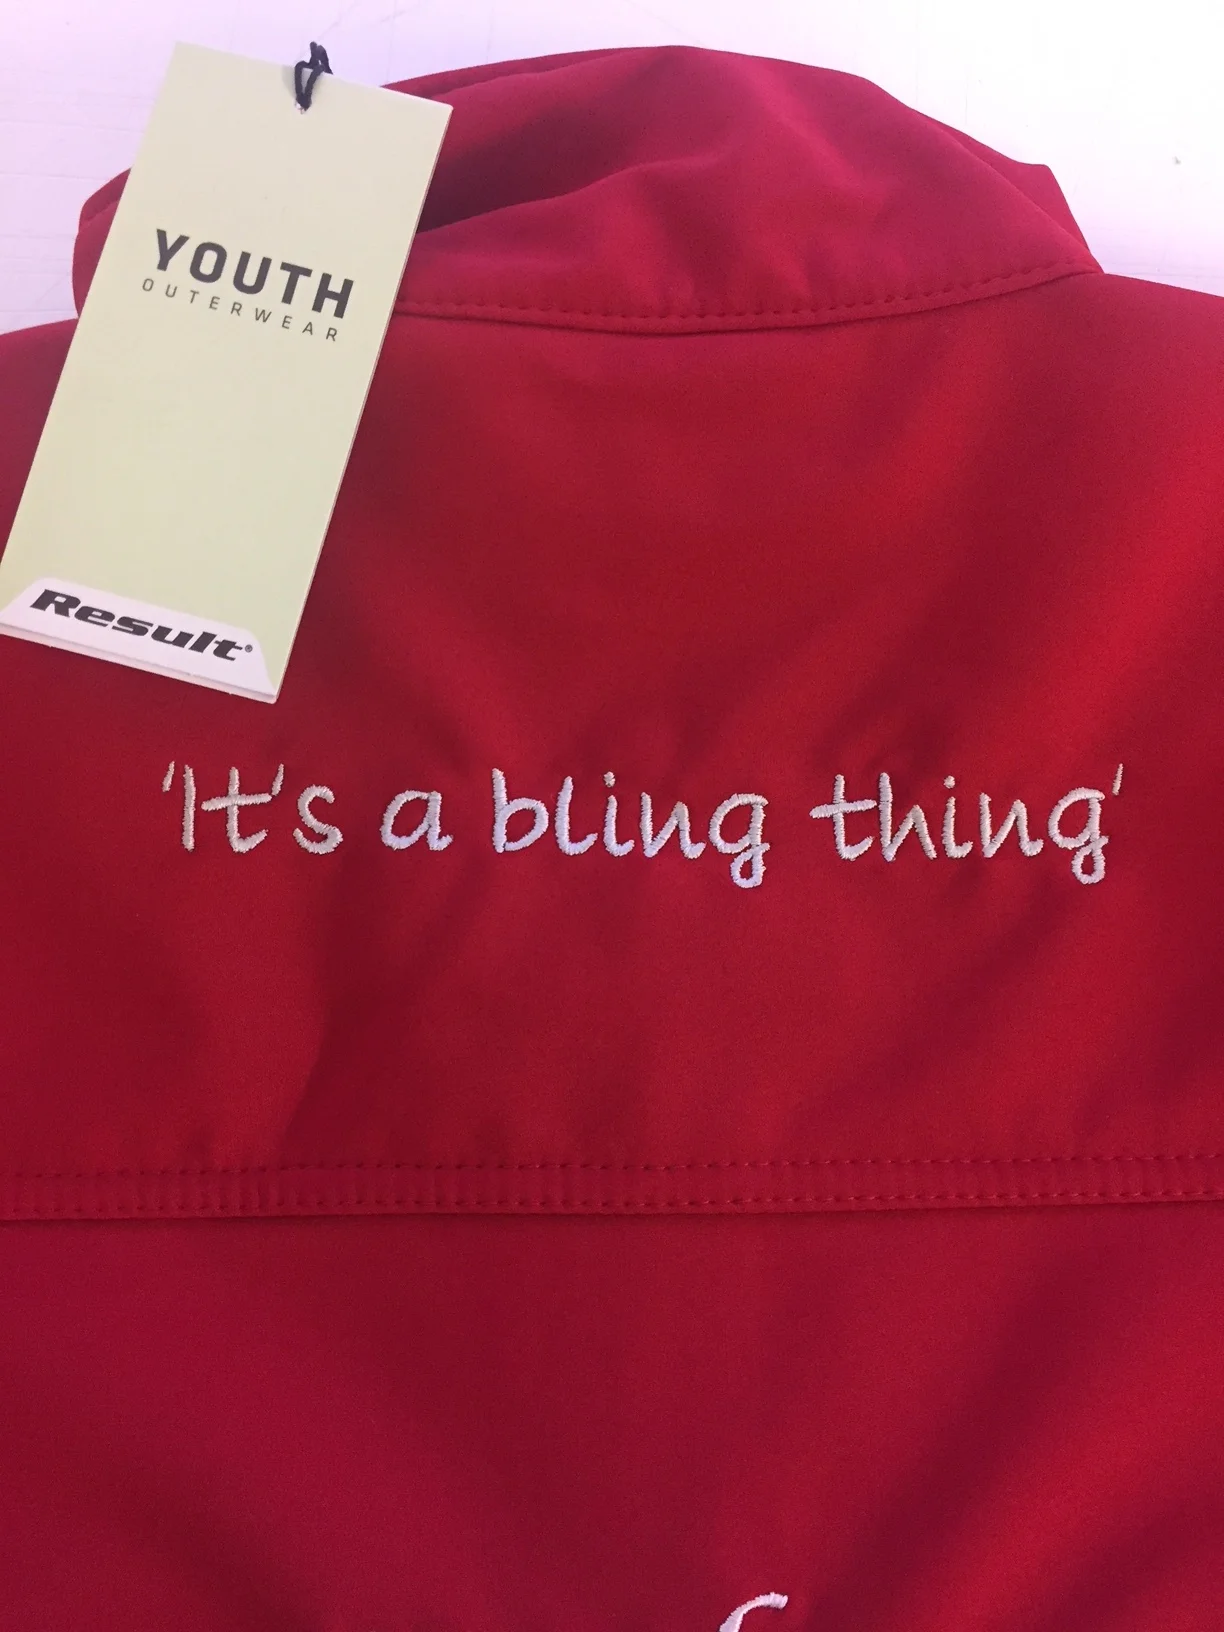 YOUTH
OUTERWEAR
Result®
'It's a bling thing'